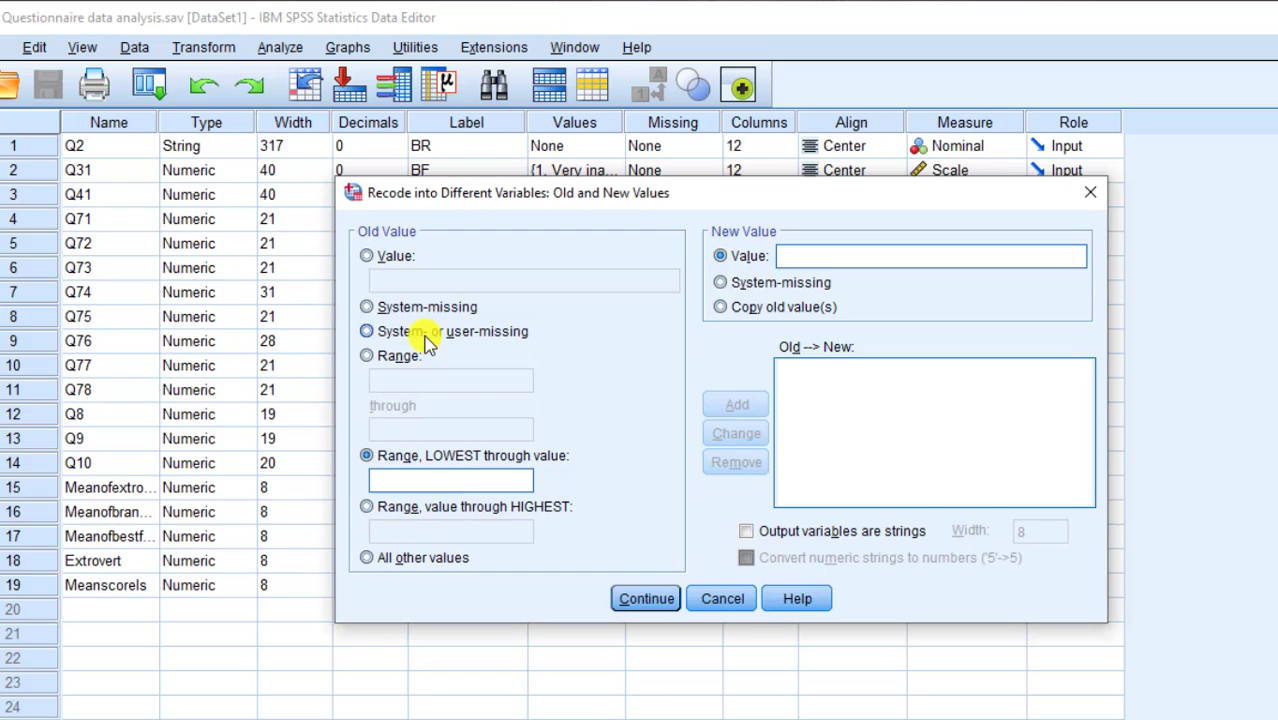 Questionnaire data analysis.sav [DataSet1] - IBM SPSS Statistics Data Editor
Edit View Data Transform Analyze Graphs Utilities Extensions Window Help
Name Type Width Decimals Label Values Missing Columns Align Measure Role
1 Q2 String 317 0 BR None None 12 Center Nominal Input
2 Q31 Numeric 40 0 BF {1, Very ina... None 12 Center Scale Input
3 Q41 Numeric 40
4 Q71 Numeric 21
5 Q72 Numeric 21
6 Q73 Numeric 21
7 Q74 Numeric 31
8 Q75 Numeric 21
9 Q76 Numeric 28
10 Q77 Numeric 21
11 Q78 Numeric 21
12 Q8 Numeric 19
13 Q9 Numeric 19
14 Q10 Numeric 20
15 Meanofextro... Numeric 8
16 Meanofbran... Numeric 8
17 Meanofbestf... Numeric 8
18 Extrovert Numeric 8
19 Meanscorels Numeric 8
20
21
22
23
24
Recode into Different Variables: Old and New Values
Old Value
Value:
System-missing
System- or user-missing
Range:
through
Range, LOWEST through value:
Range, value through HIGHEST:
All other values
New Value
Value:
System-missing
Copy old value(s)
Old --> New:
Add
Change
Remove
Output variables are strings Width: 8
Convert numeric strings to numbers ('5'->5)
Continue Cancel Help